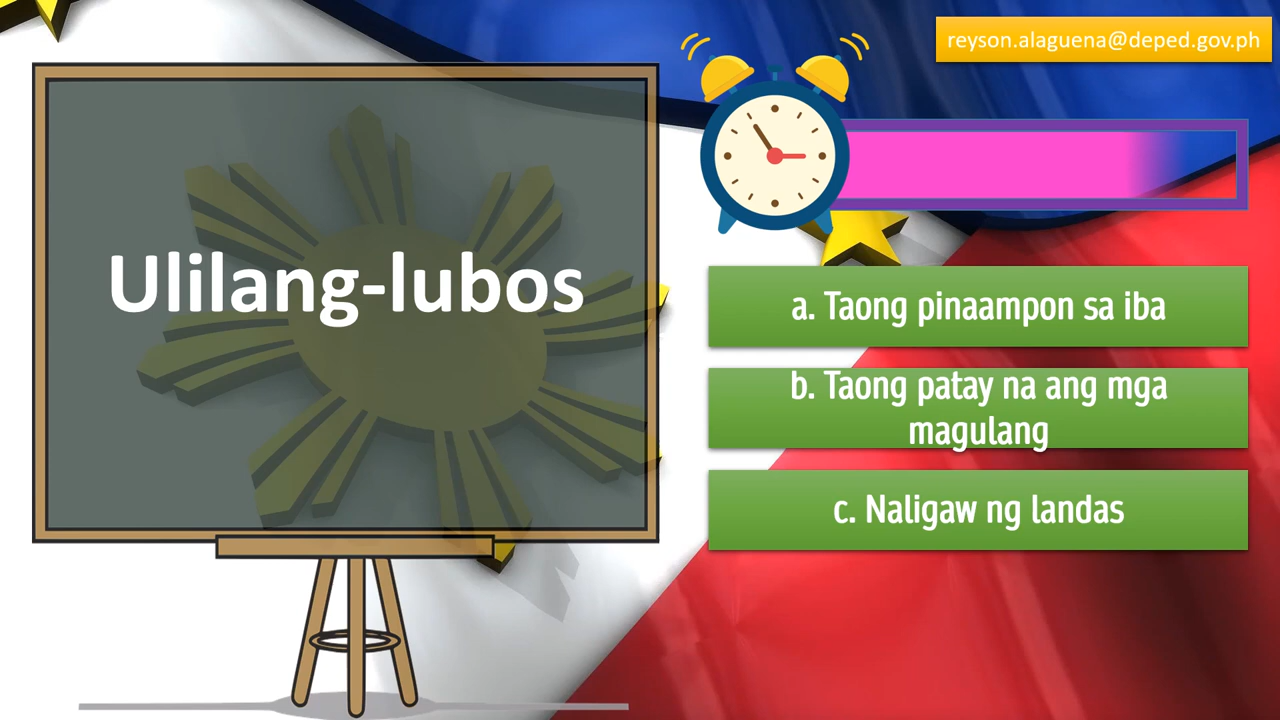 reyson.alaguena@deped.gov.ph
Ulilang-lubos
a. Taong pinaampon sa iba
b. Taong patay na ang mga
magulang
c. Naligaw ng landas